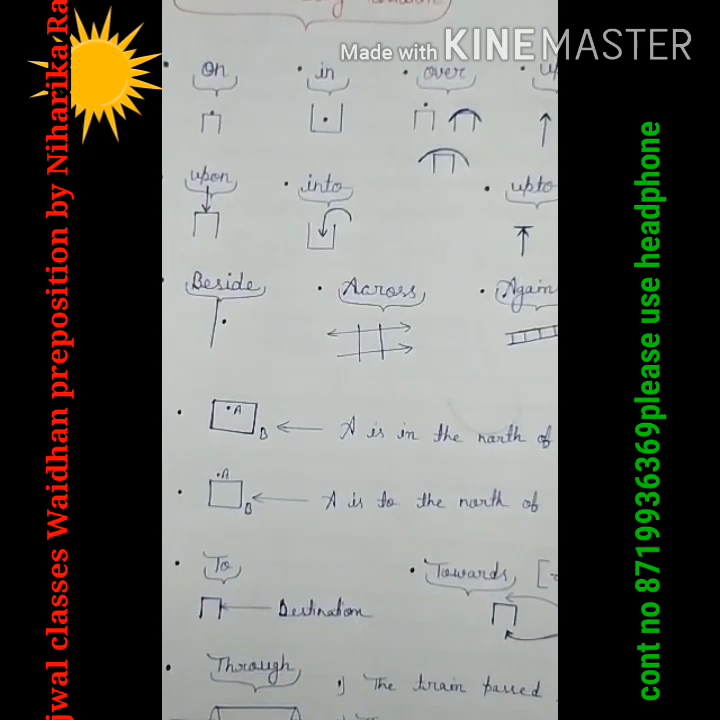 Made with KINEMASTER
jwal classes Waidhan preposition by Niharika Ra
cont no 8719936369please use headphone
on in over
upon into upto
Beside Across Again
A
B A is in the north of
A
B A is to the north of
To Towards [
Destination
Through
1) The train passed